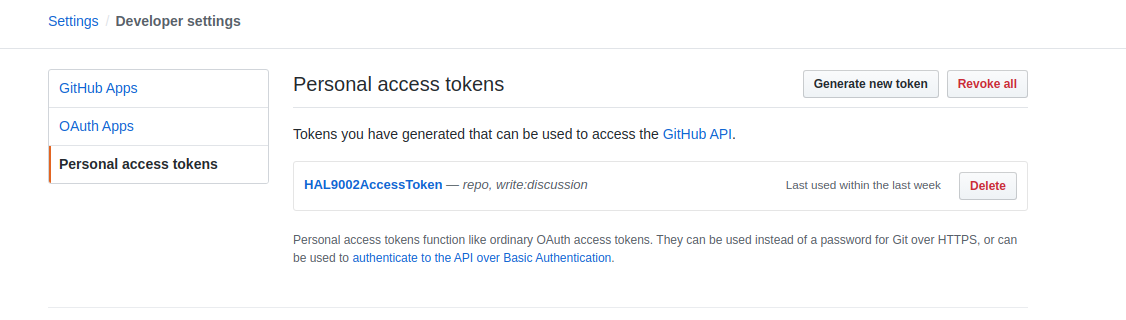 Settings / Developer settings
GitHub Apps
OAuth Apps
Personal access tokens
Personal access tokens
Generate new token
Revoke all
Tokens you have generated that can be used to access the GitHub API.
HAL9002AccessToken — repo, write:discussion
Last used within the last week
Delete
Personal access tokens function like ordinary OAuth access tokens. They can be used instead of a password for Git over HTTPS, or can
be used to authenticate to the API over Basic Authentication.